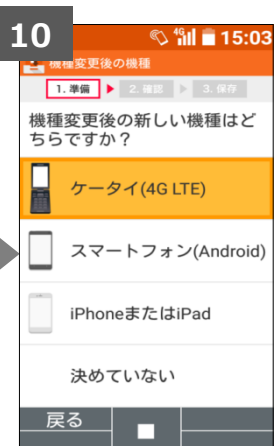 10
4G 15:03
機種変更後の機種
1. 準備 2. 確認 3. 保存
機種変更後の新しい機種はど
ちらですか？
ケータイ(4G LTE)
スマートフォン(Android)
iPhoneまたはiPad
決めていない
戻る